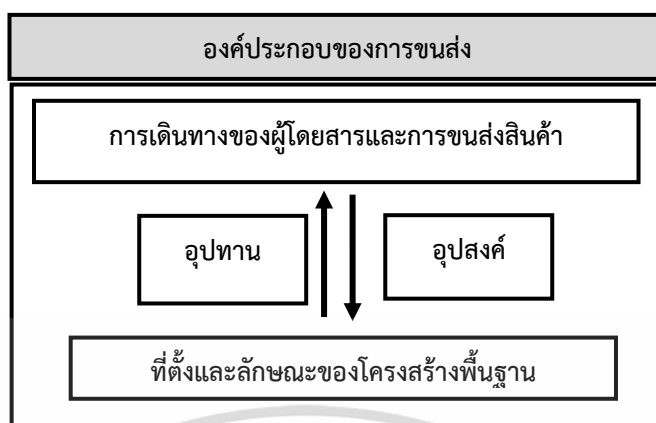 องค์ประกอบของการขนส่ง
การเดินทางของผู้โดยสารและการขนส่งสินค้า
อุปทาน
อุปสงค์
ที่ตั้งและลักษณะของโครงสร้างพื้นฐาน